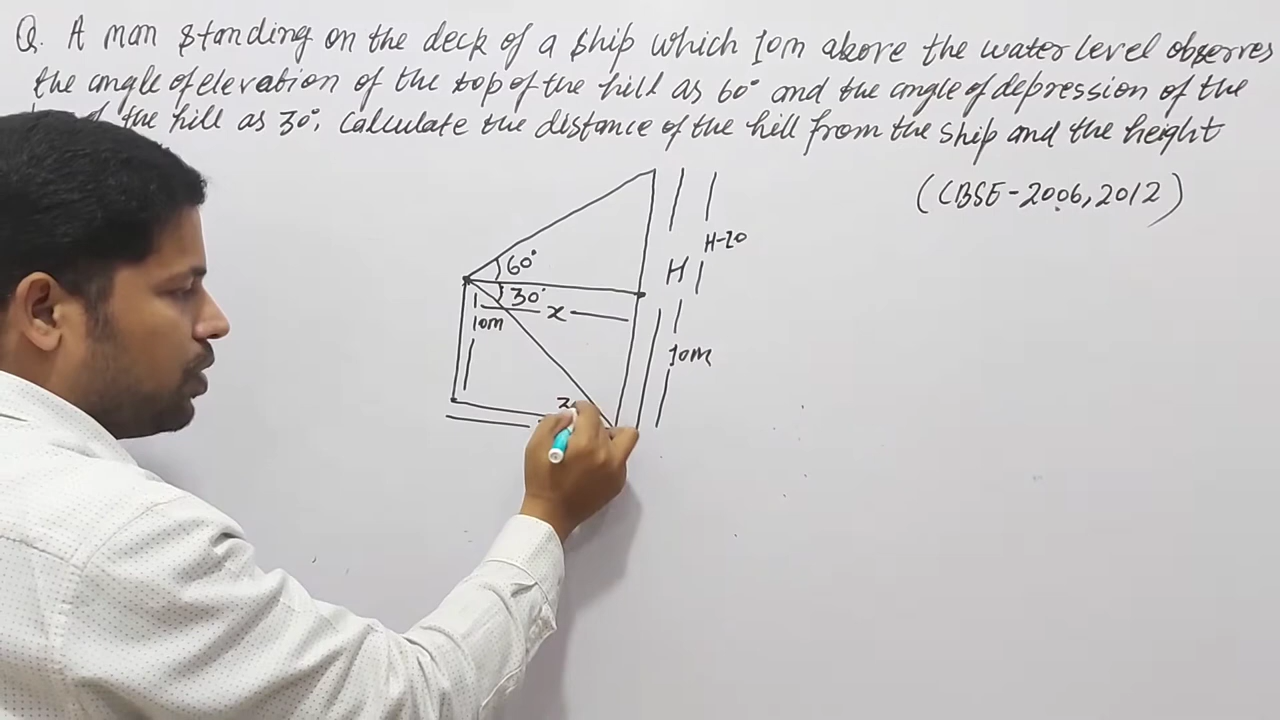 Q. A man standing on the deck of a ship which 10m above the water level observes
the angle of elevation of the top of the hill as 60° and the angle of depression of the
the hill as 30°. Calculate the distance of the hill from the ship and the height
(CBSE-2006,2012)
H-10
60°
H
30°
x
10m
10m